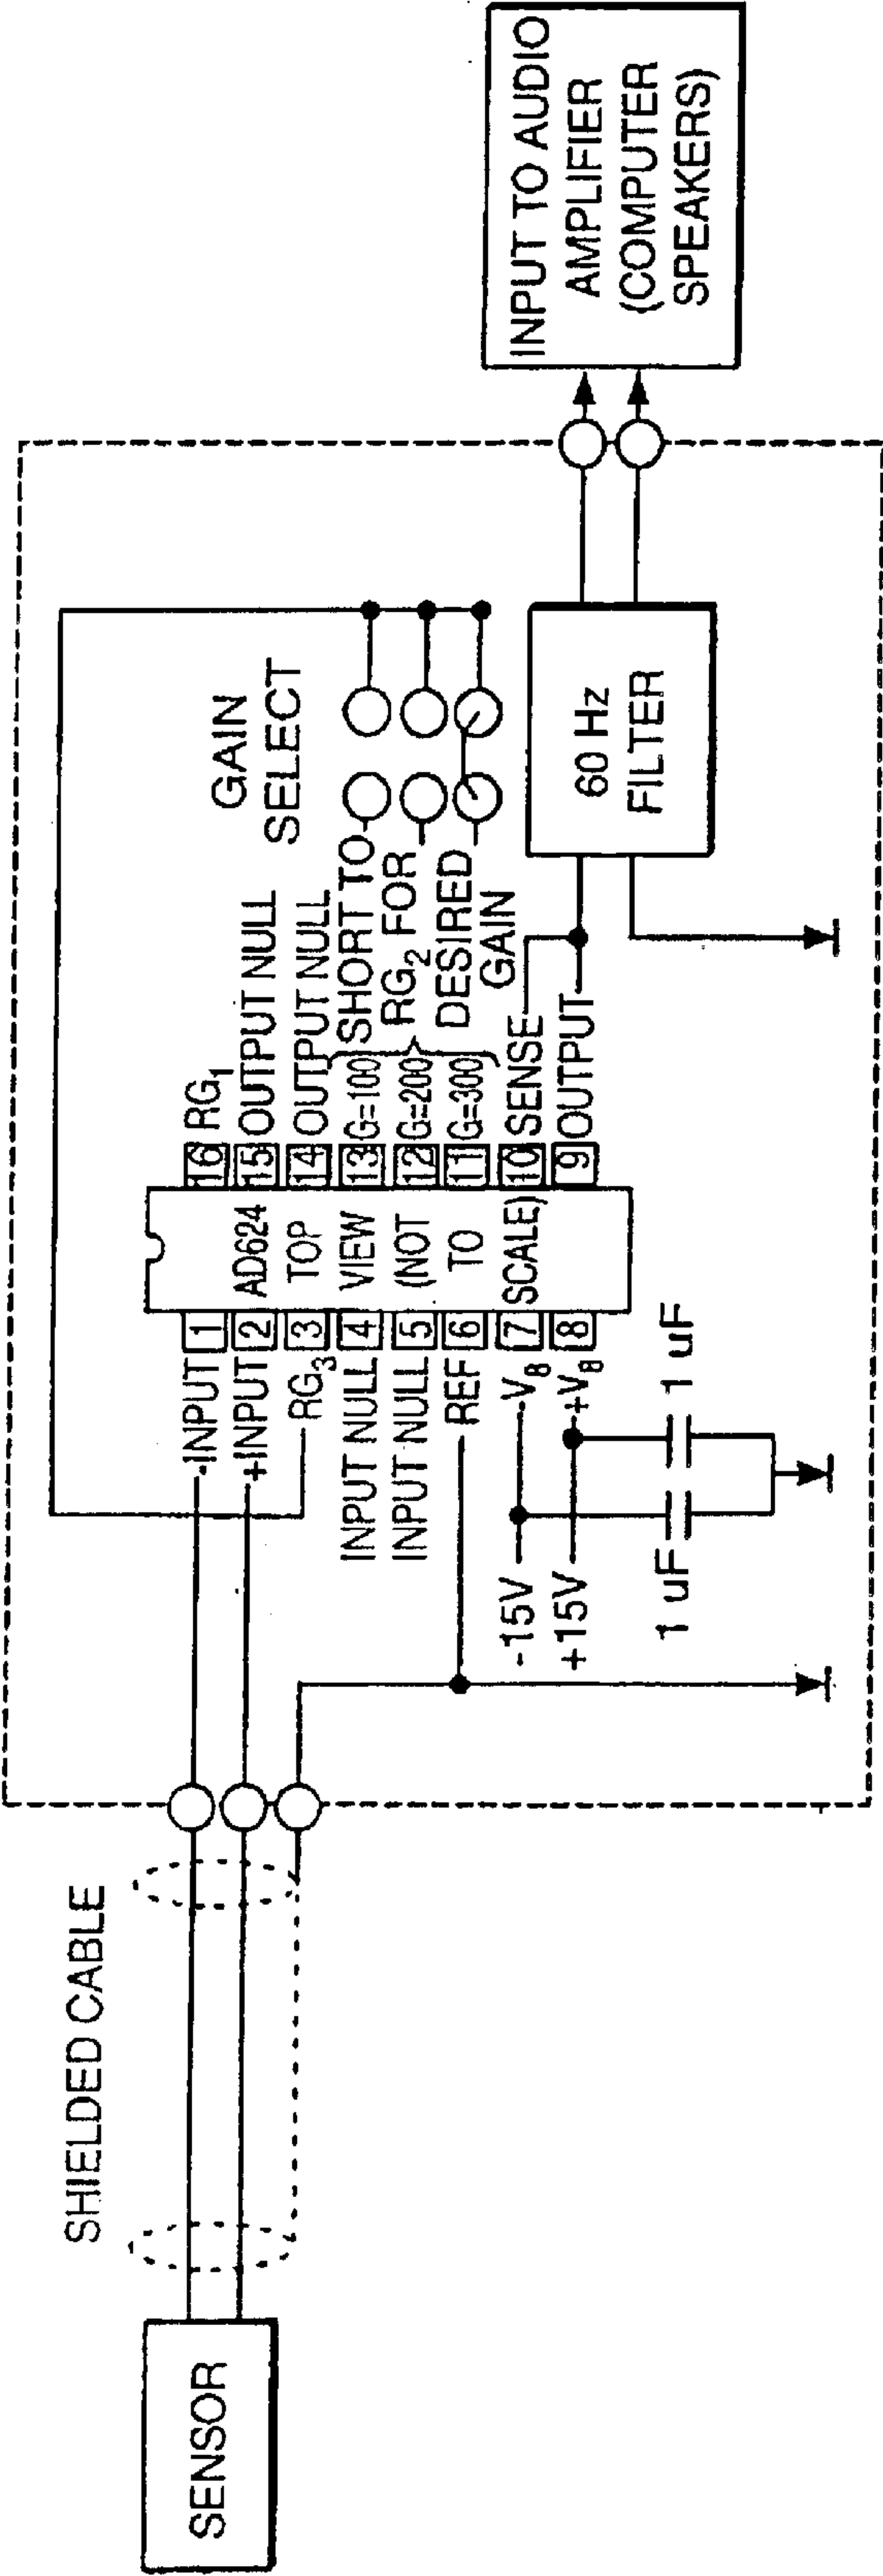 SENSOR
SHIELDED CABLE
-INPUT
+INPUT
RG3
INPUT NULL
INPUT NULL
REF
-V8
+V8
-15V
+15V
1 uF
1 uF
1
2
3
4
5
6
7
8
AD624
TOP
VIEW
(NOT
TO
SCALE)
16
15
14
13
12
11
10
9
RG1
OUTPUT NULL
OUTPUT NULL
G=100
G=200
G=300
SENSE
OUTPUT
SHORT TO
RG2 FOR
DESIRED
GAIN
GAIN
SELECT
60 Hz
FILTER
INPUT TO AUDIO
AMPLIFIER
(COMPUTER
SPEAKERS)